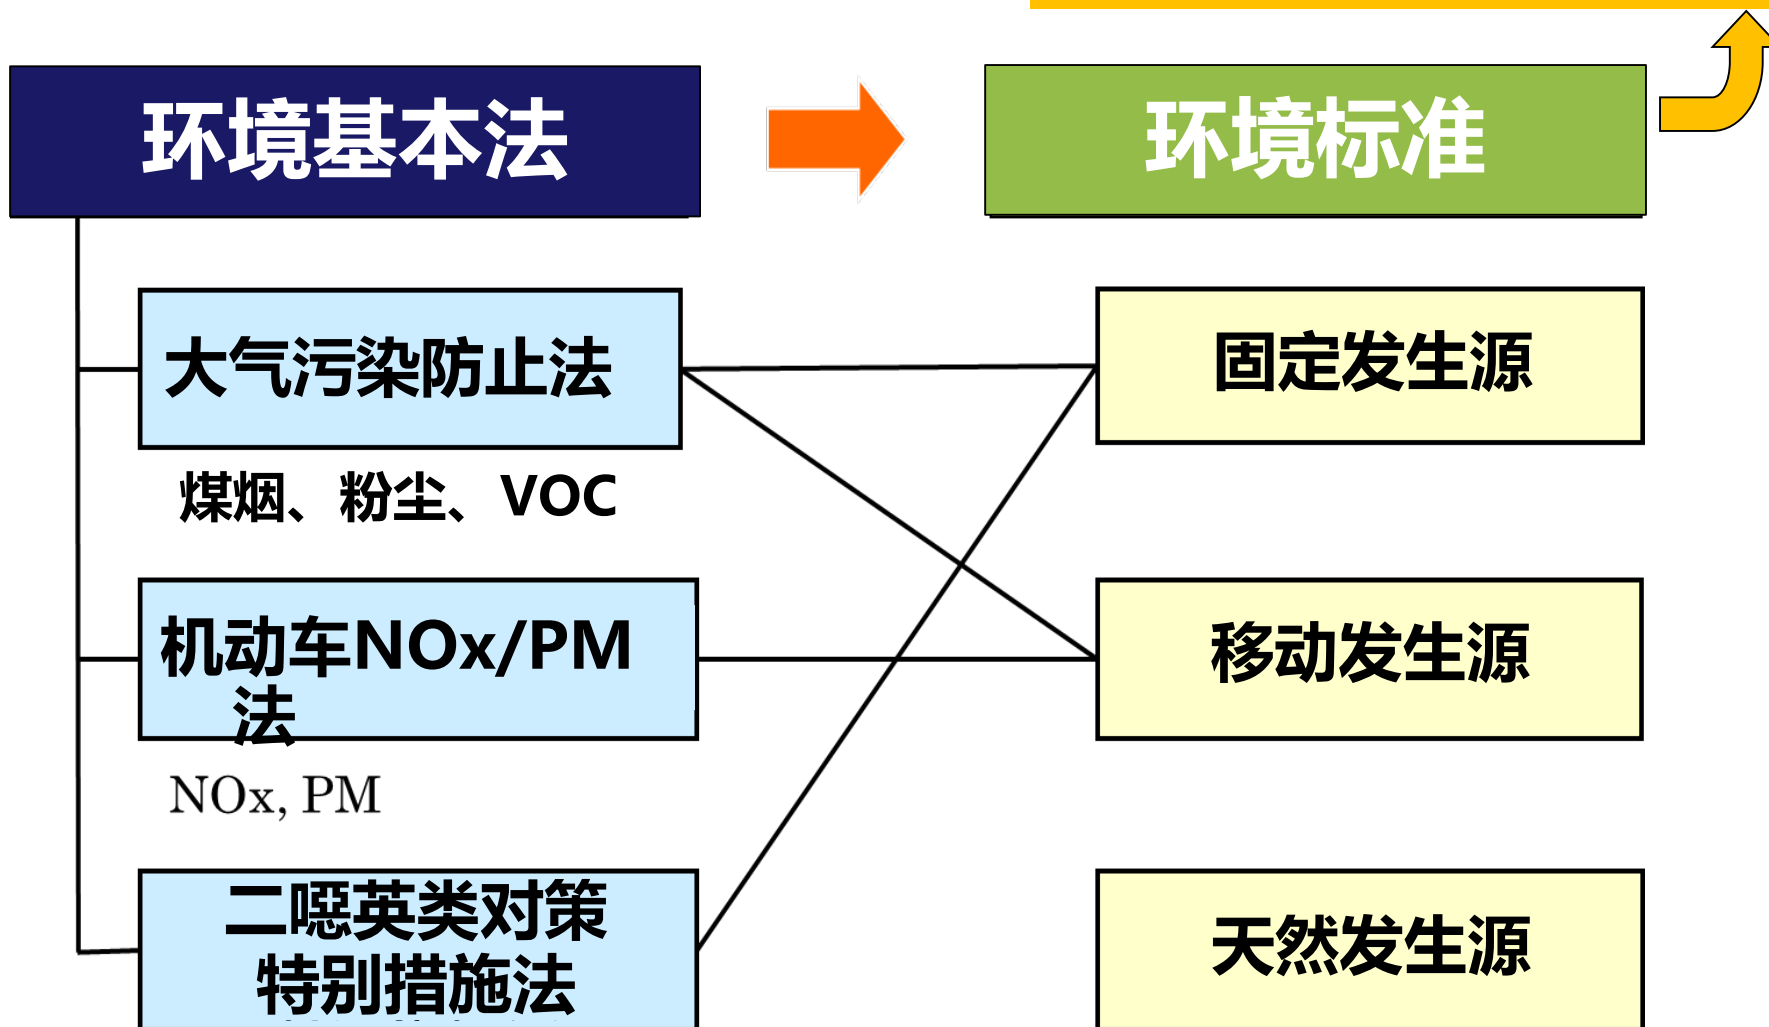 环境基本法
环境标准
大气污染防止法
固定发生源
煤烟、粉尘、VOC
机动车NOx/PM
法
移动发生源
NOx, PM
二噁英类对策
特别措施法
天然发生源